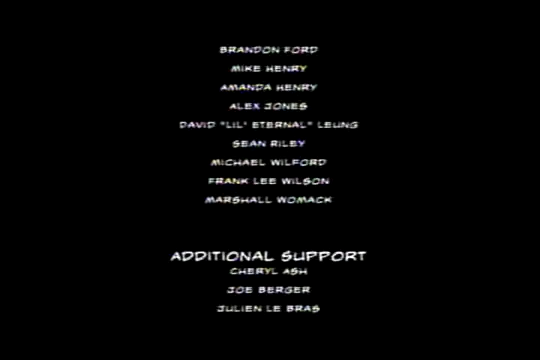 BRANDON FORD
MIKE HENRY
AMANDA HENRY
ALEX JONES
DAVID "LIL' ETERNAL" LEUNG
SEAN RILEY
MICHAEL WILFORD
FRANK LEE WILSON
MARSHALL WOMACK
ADDITIONAL SUPPORT
CHERYL ASH
JOE BERGER
JULIEN LE BRAS